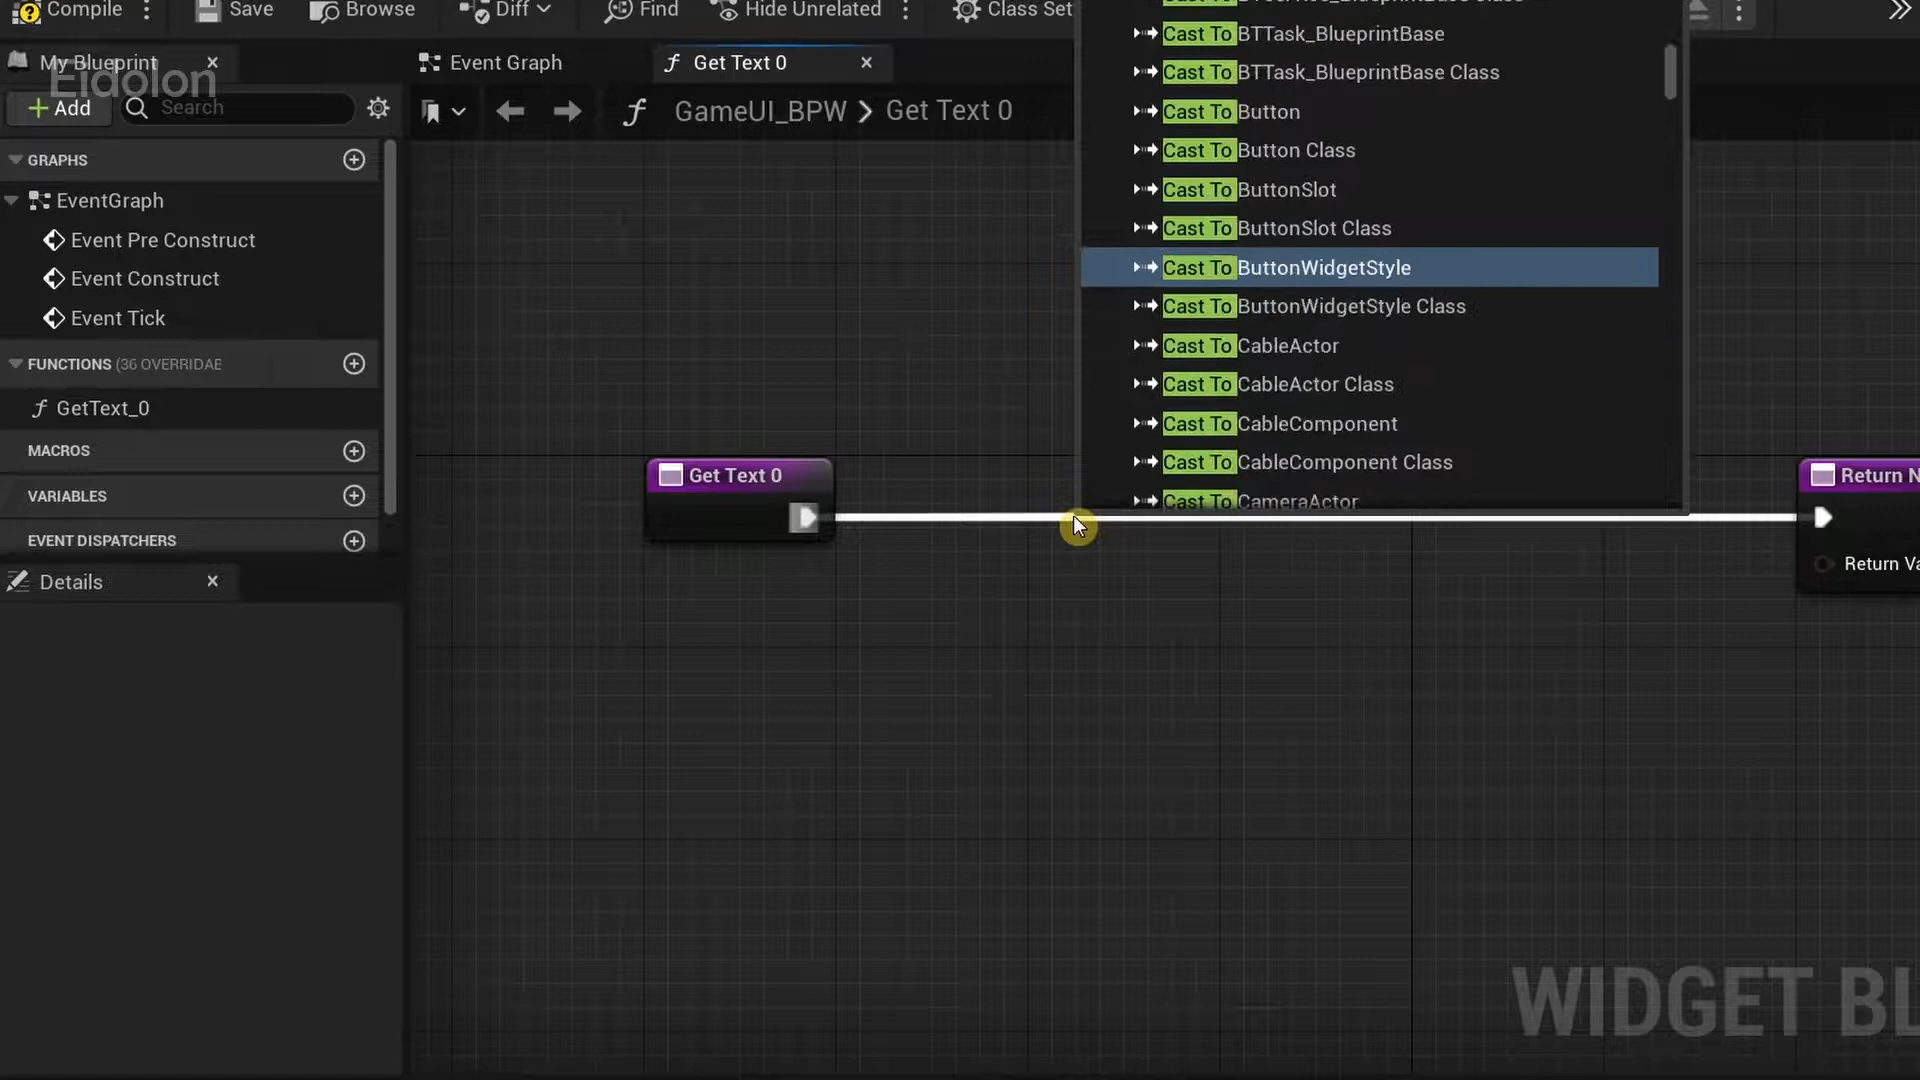 Compile
Save
Browse
Diff
Find
Hide Unrelated
Class Set
My Blueprint
Eidolon
Event Graph
Get Text 0
Add
Search
GameUI_BPW > Get Text 0
GRAPHS
EventGraph
Event Pre Construct
Event Construct
Event Tick
FUNCTIONS (36 OVERRIDAE
GetText_0
MACROS
VARIABLES
EVENT DISPATCHERS
Details
Cast To BTTask_BlueprintBase
Cast To BTTask_BlueprintBase Class
Cast To Button
Cast To Button Class
Cast To ButtonSlot
Cast To ButtonSlot Class
Cast To ButtonWidgetStyle
Cast To ButtonWidgetStyle Class
Cast To CableActor
Cast To CableActor Class
Cast To CableComponent
Cast To CableComponent Class
Cast To CameraActor
Get Text 0
Return N
Return Va
WIDGET BL